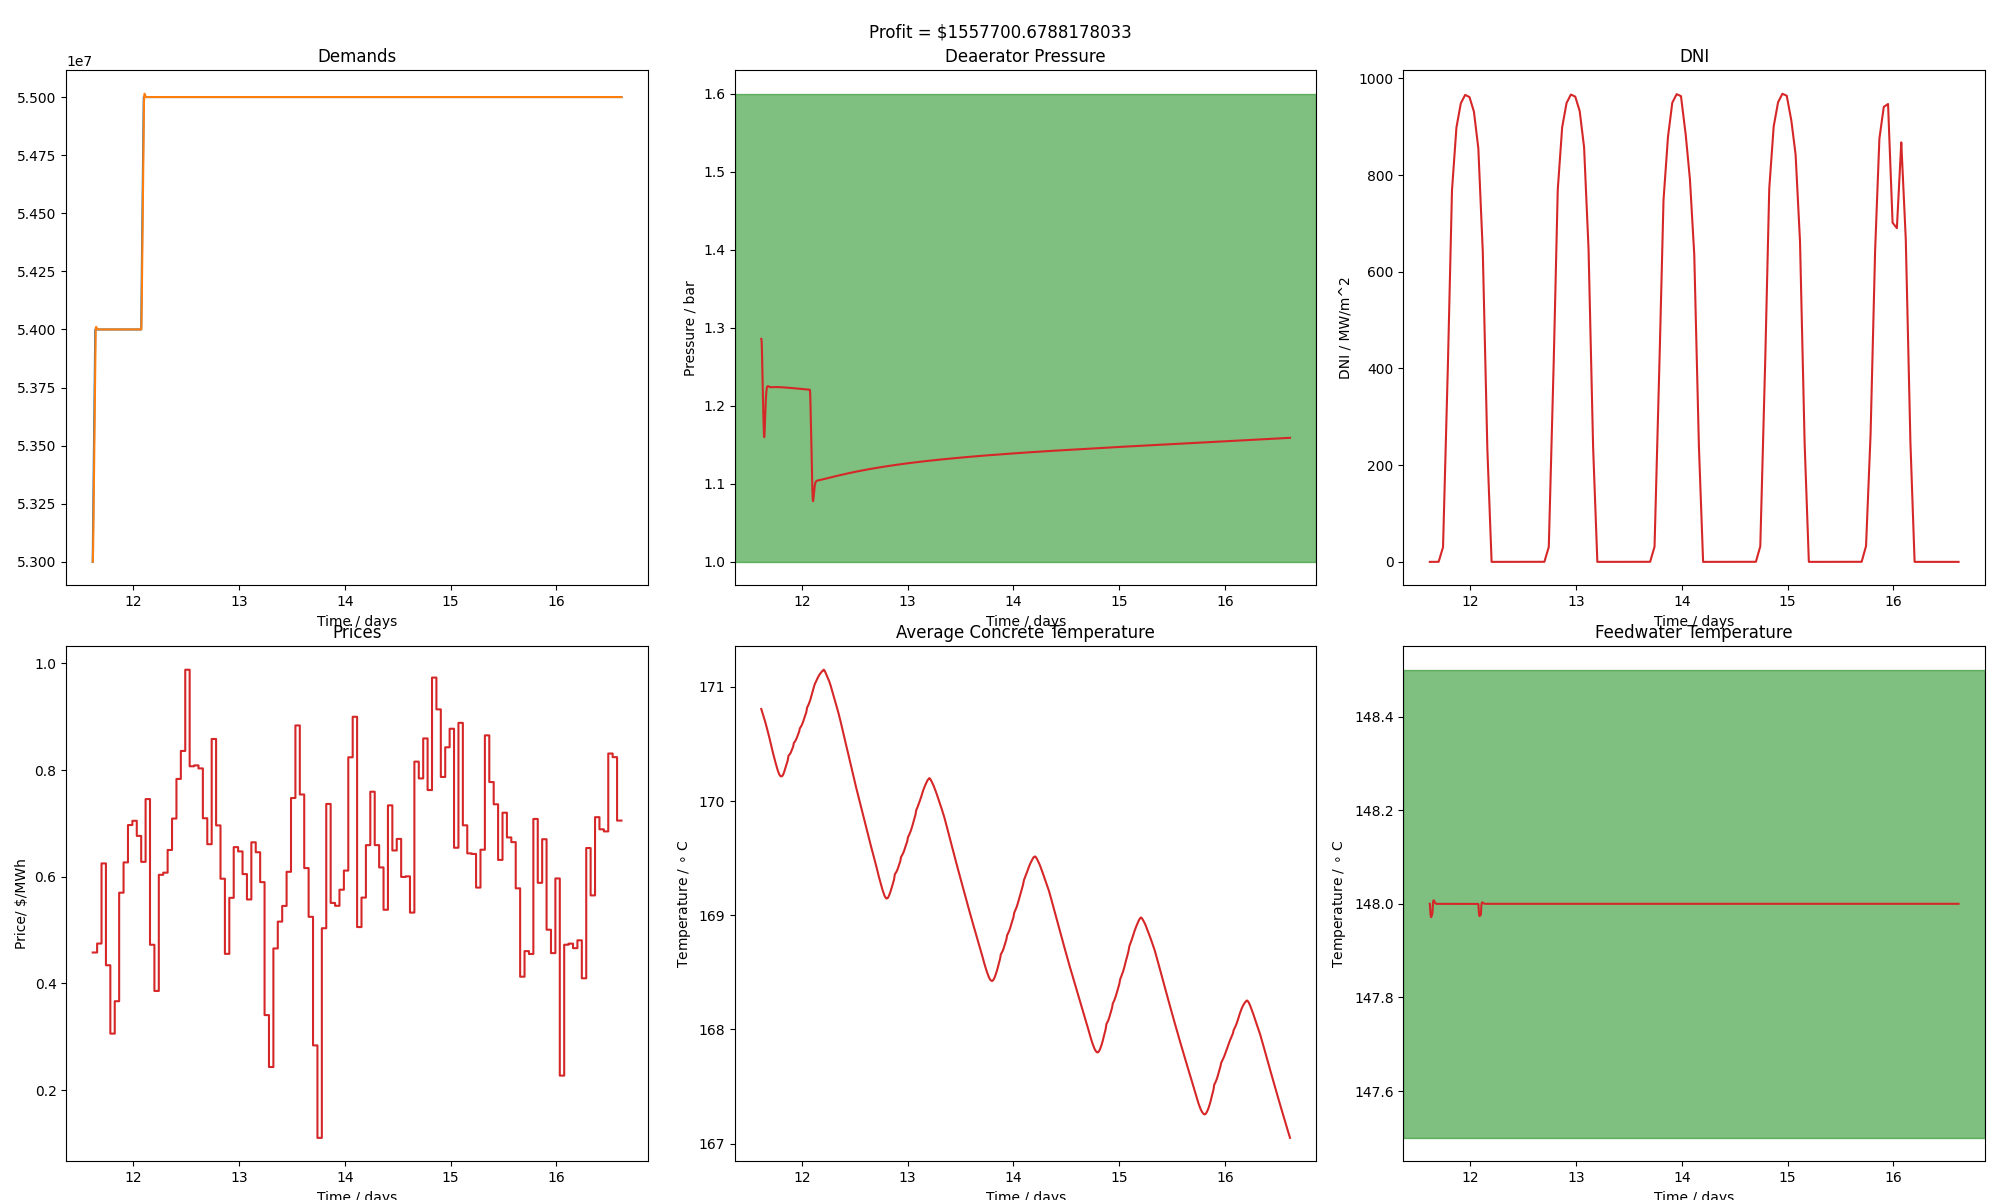 Profit = $1557700.6788178033
Demands
1e7
5.500
5.475
5.450
5.425
5.400
5.375
5.350
5.325
5.300
12 13 14 15 16
Time / days
Deaerator Pressure
Pressure / bar
1.6
1.5
1.4
1.3
1.2
1.1
1.0
12 13 14 15 16
Time / days
DNI
DNI / MW/m^2
1000
800
600
400
200
0
12 13 14 15 16
Time / days
Prices
Price/ $/MWh
1.0
0.8
0.6
0.4
0.2
12 13 14 15 16
Time / days
Average Concrete Temperature
Temperature / ∘ C
171
170
169
168
167
12 13 14 15 16
Time / days
Feedwater Temperature
Temperature / ∘ C
148.4
148.2
148.0
147.8
147.6
12 13 14 15 16
Time / days